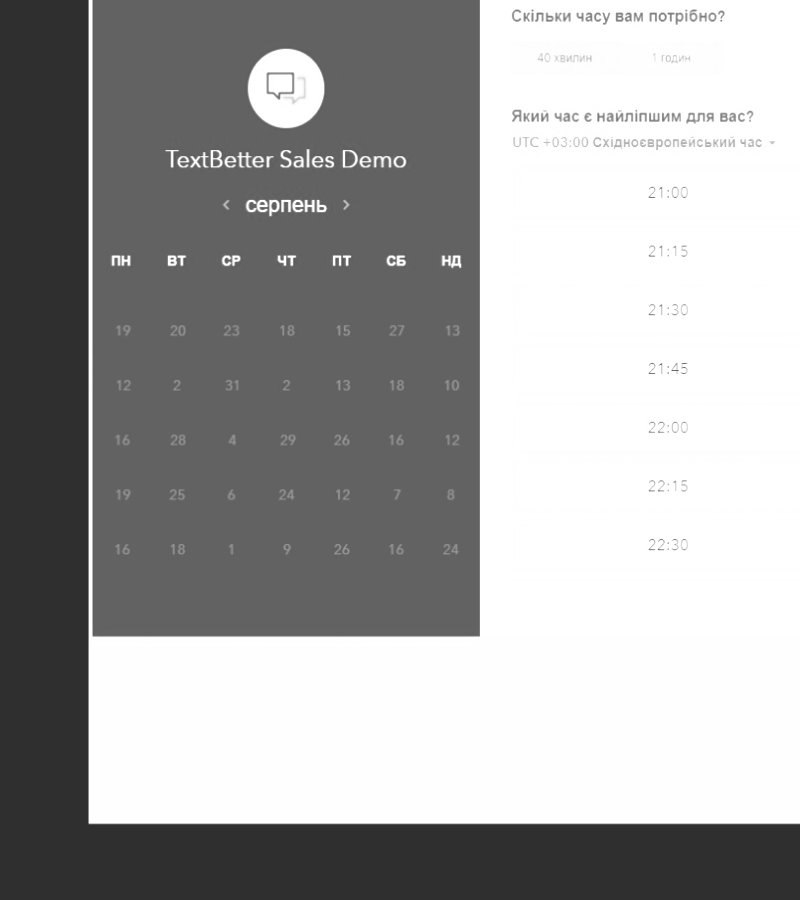 TextBetter Sales Demo
серпень
ПН ВТ СР ЧТ ПТ СБ НД
19 20 23 18 15 27 13
12 2 31 2 13 18 10
16 28 4 29 26 16 12
19 25 6 24 12 7 8
16 18 1 9 26 16 24
Скільки часу вам потрібно?
40 хвилин 1 годин
Який час є найліпшим для вас?
UTC +03:00 Східноєвропейський час
21:00
21:15
21:30
21:45
22:00
22:15
22:30